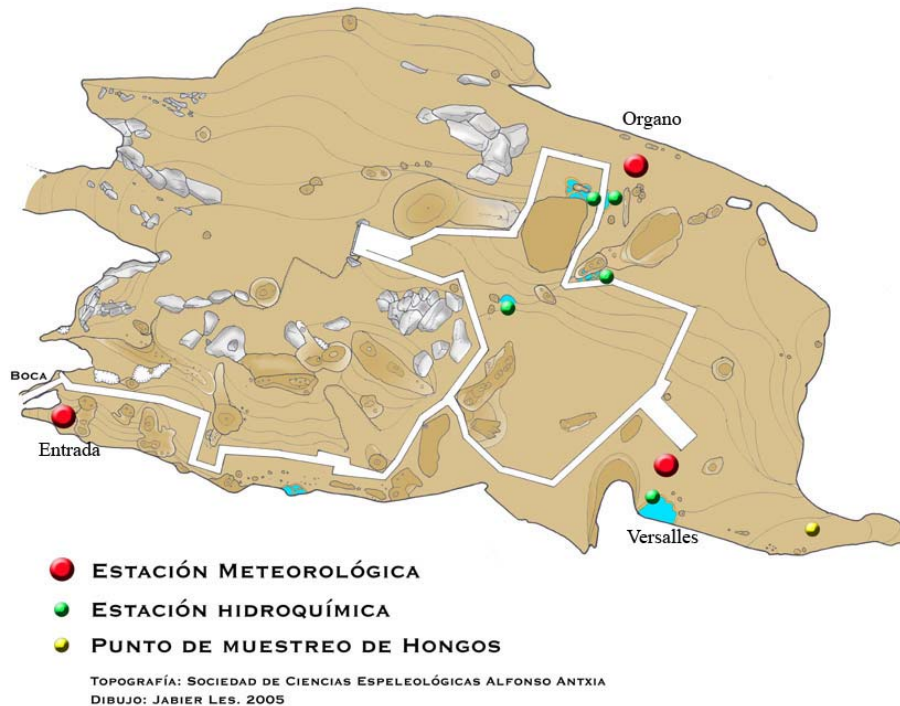 Organo
BOCA
Entrada
Versalles
ESTACIÓN METEOROLÓGICA
ESTACIÓN HIDROQUÍMICA
PUNTO DE MUESTREO DE HONGOS
TOPOGRAFÍA: SOCIEDAD DE CIENCIAS ESPELEOLÓGICAS ALFONSO ANTXIA
DIBUJO: JABIER LES. 2005